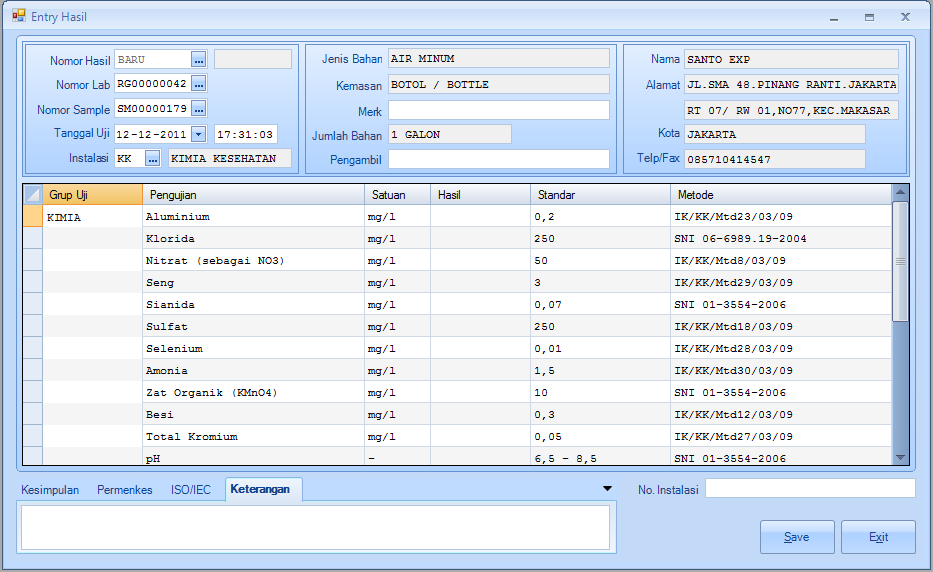 Entry Hasil
Nomor Hasil BARU ...
Nomor Lab RG00000042 ...
Nomor Sample SM00000179 ...
Tanggal Uji 12-12-2011 17:31:03
Instalasi KK ... KIMIA KESEHATAN
Jenis Bahan AIR MINUM
Kemasan BOTOL / BOTTLE
Merk
Jumlah Bahan 1 GALON
Pengambil
Nama SANTO EXP
Alamat JL.SMA 48.PINANG RANTI.JAKARTA
RT 07/ RW 01,NO77,KEC.MAKASAR
Kota JAKARTA
Telp/Fax 085710414547
Grup Uji Pengujian Satuan Hasil Standar Metode
KIMIA Aluminium mg/l 0,2 IK/KK/Mtd23/03/09
Klorida mg/l 250 SNI 06-6989.19-2004
Nitrat (sebagai NO3) mg/l 50 IK/KK/Mtd8/03/09
Seng mg/l 3 IK/KK/Mtd29/03/09
Sianida mg/l 0,07 SNI 01-3554-2006
Sulfat mg/l 250 IK/KK/Mtd18/03/09
Selenium mg/l 0,01 IK/KK/Mtd28/03/09
Amonia mg/l 1,5 IK/KK/Mtd30/03/09
Zat Organik (KMnO4) mg/l 10 SNI 01-3554-2006
Besi mg/l 0,3 IK/KK/Mtd12/03/09
Total Kromium mg/l 0,05 IK/KK/Mtd27/03/09
pH - 6,5 - 8,5 SNI 01-3554-2006
Kesimpulan Permenkes ISO/IEC Keterangan
No. Instalasi
Save Exit